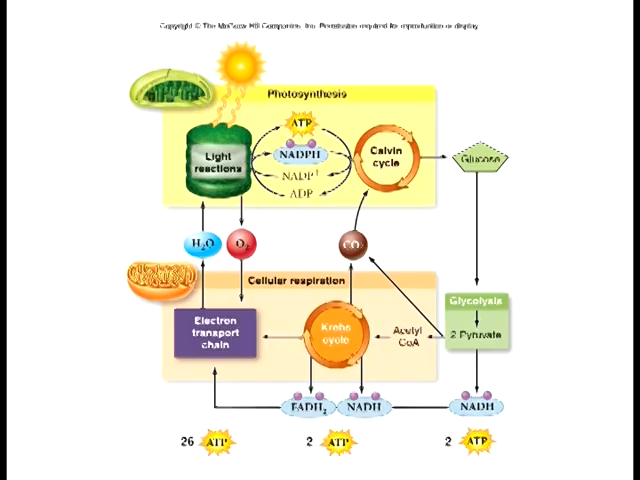 Copyright © The McGraw-Hill Companies, Inc. Permission required for reproduction or display.
Photosynthesis
ATP
Light
reactions
NADPH
NADP+
ADP
Calvin
cycle
Glucose
H2O
O2
CO2
Cellular respiration
Electron
transport
chain
Krebs
cycle
Acetyl
CoA
Glycolysis
2 Pyruvate
FADH2
NADH
NADH
26 ATP
2 ATP
2 ATP